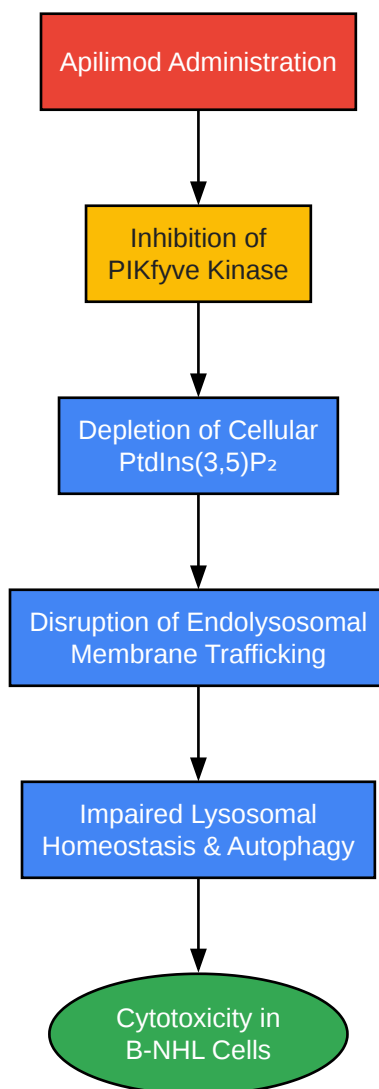 Apilimod Administration
Inhibition of
PIKfyve Kinase
Depletion of Cellular
PtdIns(3,5)P₂
Disruption of Endolysosomal
Membrane Trafficking
Impaired Lysosomal
Homeostasis & Autophagy
Cytotoxicity in
B-NHL Cells